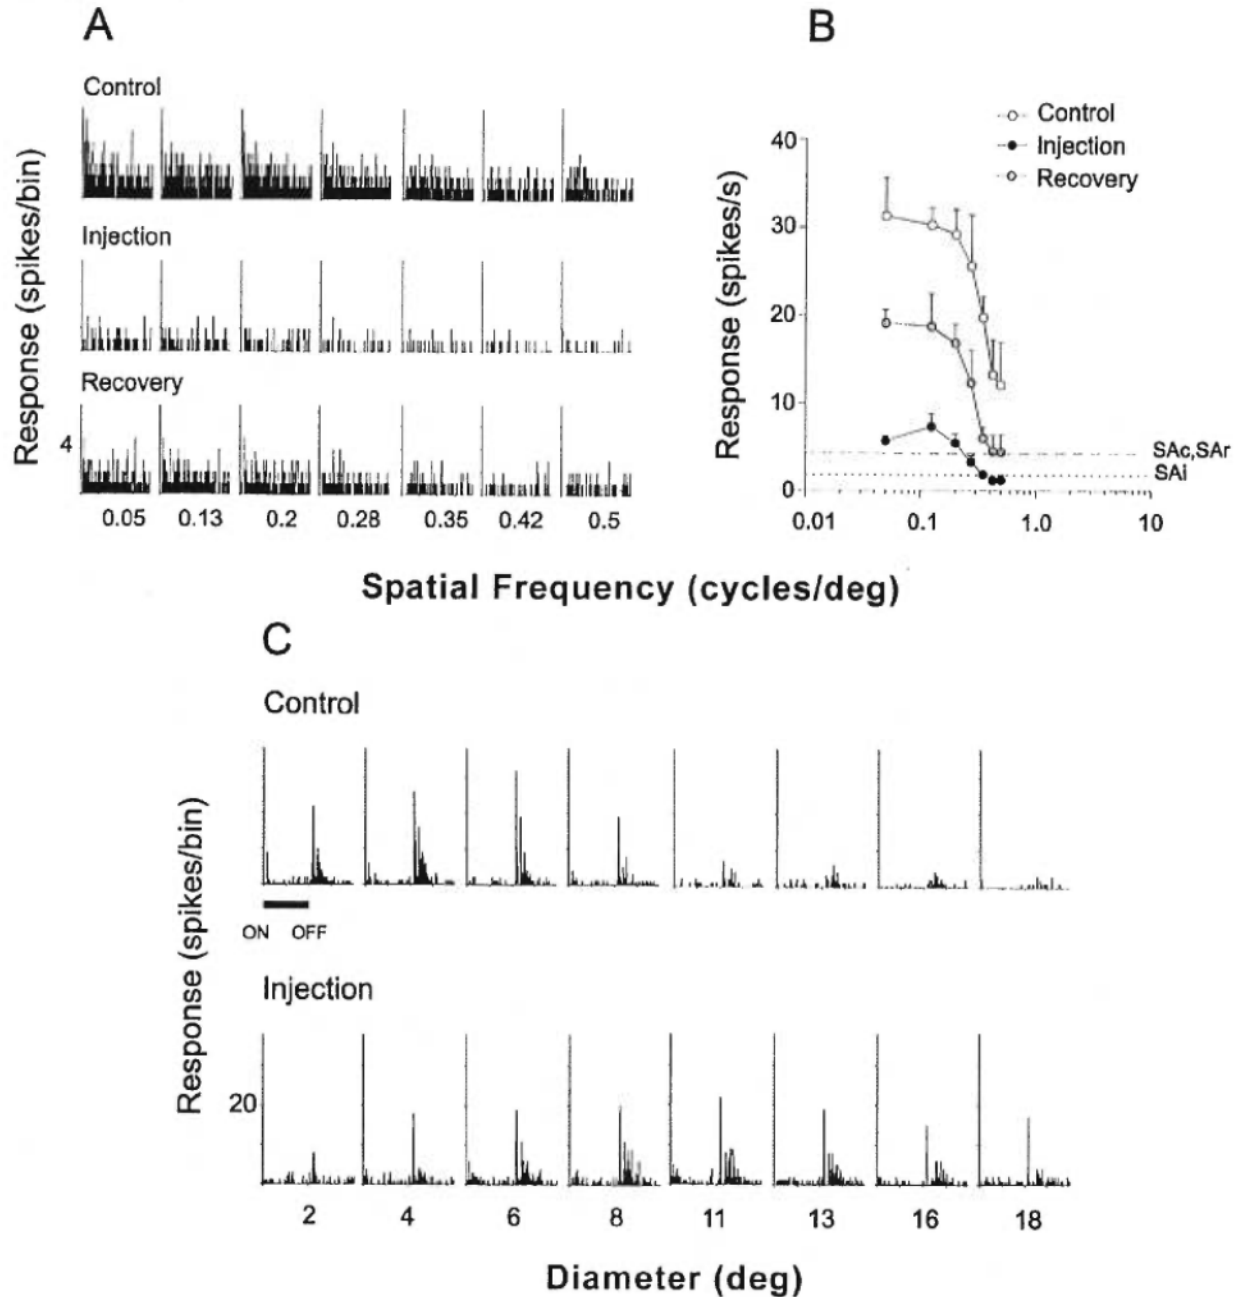 A
Control
Injection
Recovery
Response (spikes/bin)
4
0.05 0.13 0.2 0.28 0.35 0.42 0.5
B
Control
Injection
Recovery
Response (spikes/s)
40
30
20
10
0
SAc,SAr
SAi
0.01 0.1 1.0 10
Spatial Frequency (cycles/deg)
C
Control
Response (spikes/bin)
ON OFF
Injection
20
2 4 6 8 11 13 16 18
Diameter (deg)